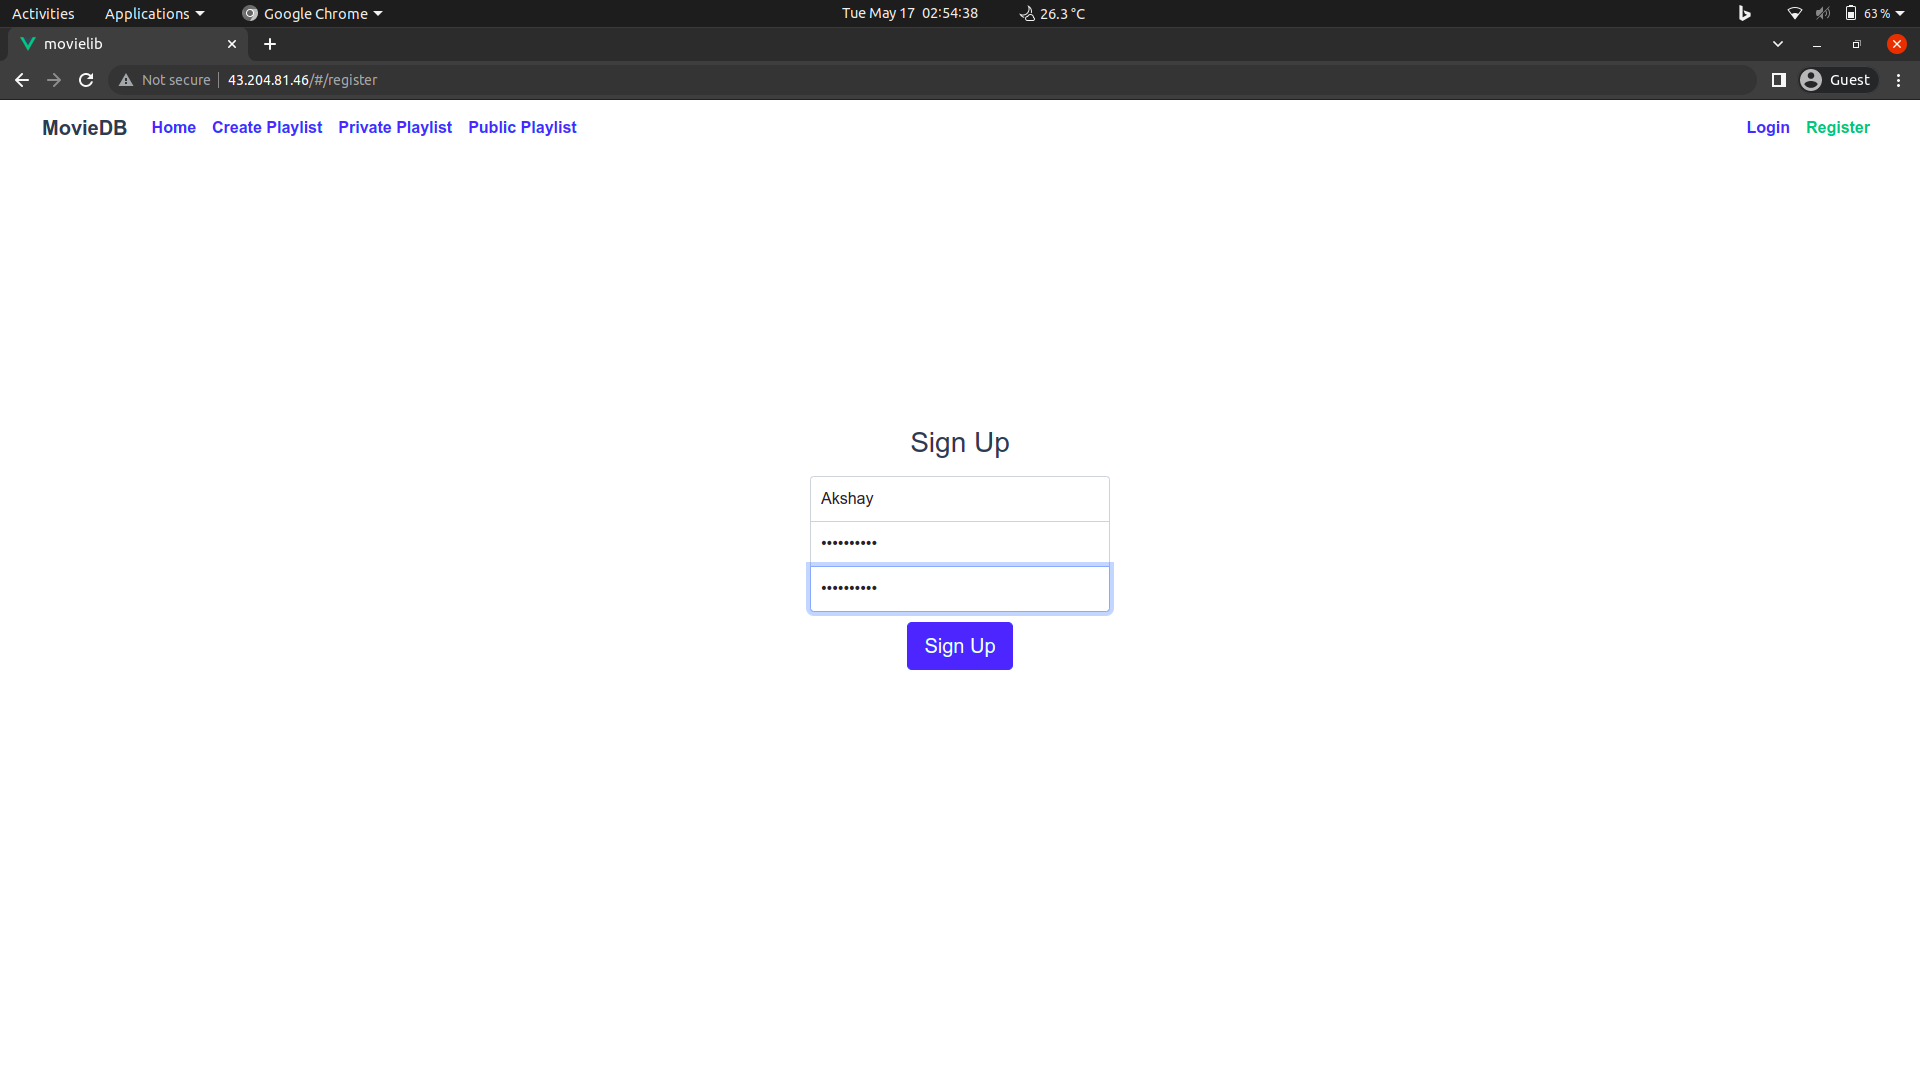 Activities Applications Google Chrome Tue May 17 02:54:38 26.3 °C 63 %
movielib
Not secure 43.204.81.46/#/register Guest
MovieDB Home Create Playlist Private Playlist Public Playlist Login Register
Sign Up
Akshay
••••••••••
••••••••••
Sign Up